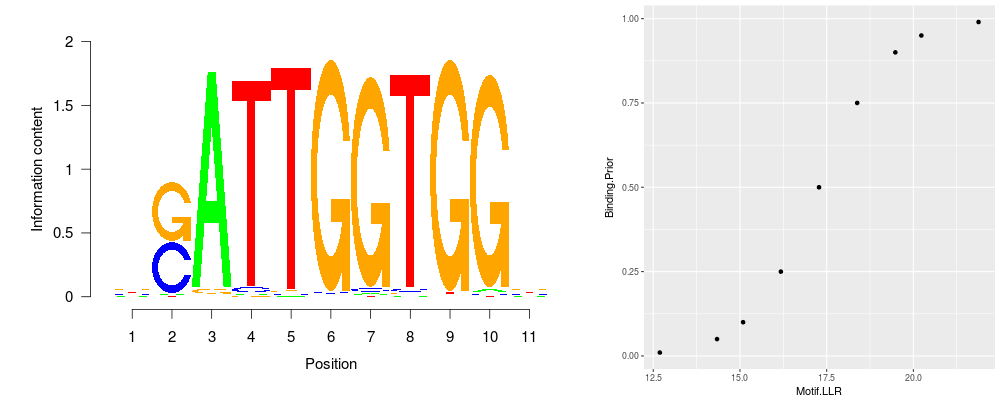 2
1.5
1
0.5
0
Information content
G
C
A
T
T
G
G
T
G
G
1 2 3 4 5 6 7 8 9 10 11
Position
1.00
0.75
0.50
0.25
0.00
Binding.Prior
12.5 15.0 17.5 20.0
Motif.LLR